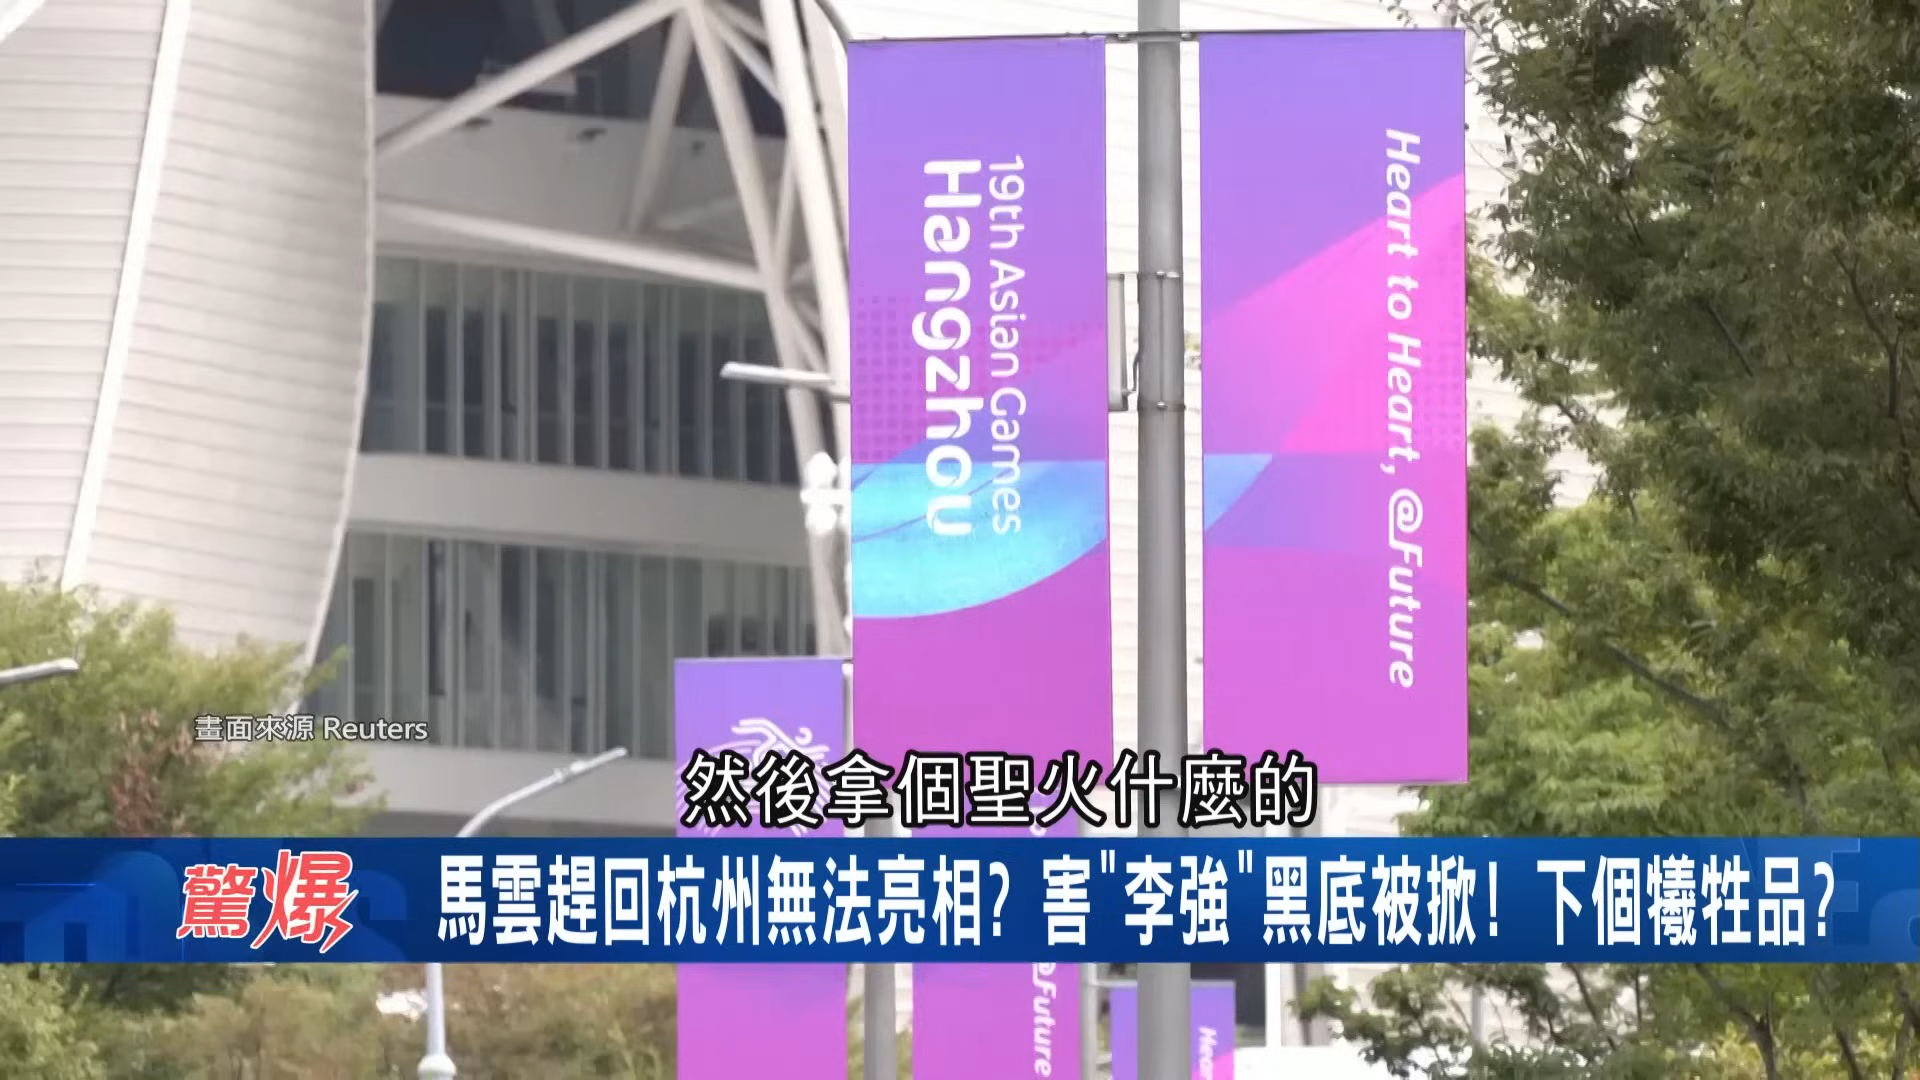 19th Asian Games
Hangzhou
Heart to Heart, @Future
畫面來源 Reuters
然後拿個聖火什麼的
驚爆
馬雲趕回杭州無法亮相? 害"李強"黑底被掀! 下個犧牲品?
@Future
Hear